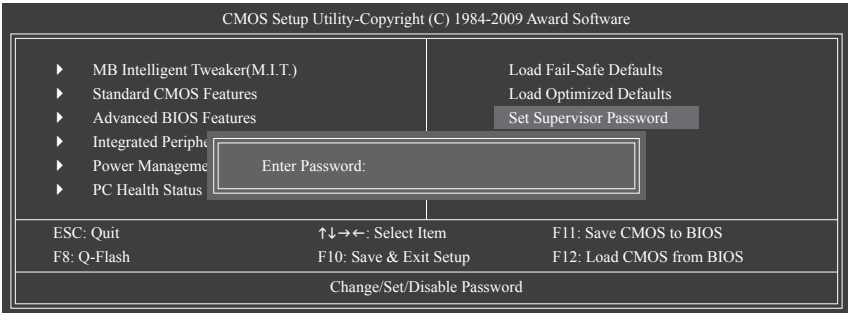 CMOS Setup Utility-Copyright (C) 1984-2009 Award Software
MB Intelligent Tweaker(M.I.T.)
Standard CMOS Features
Advanced BIOS Features
Integrated Periphe
Power Manageme
PC Health Status
Load Fail-Safe Defaults
Load Optimized Defaults
Set Supervisor Password
Enter Password:
ESC: Quit ↑↓→←: Select Item F11: Save CMOS to BIOS
F8: Q-Flash F10: Save & Exit Setup F12: Load CMOS from BIOS
Change/Set/Disable Password